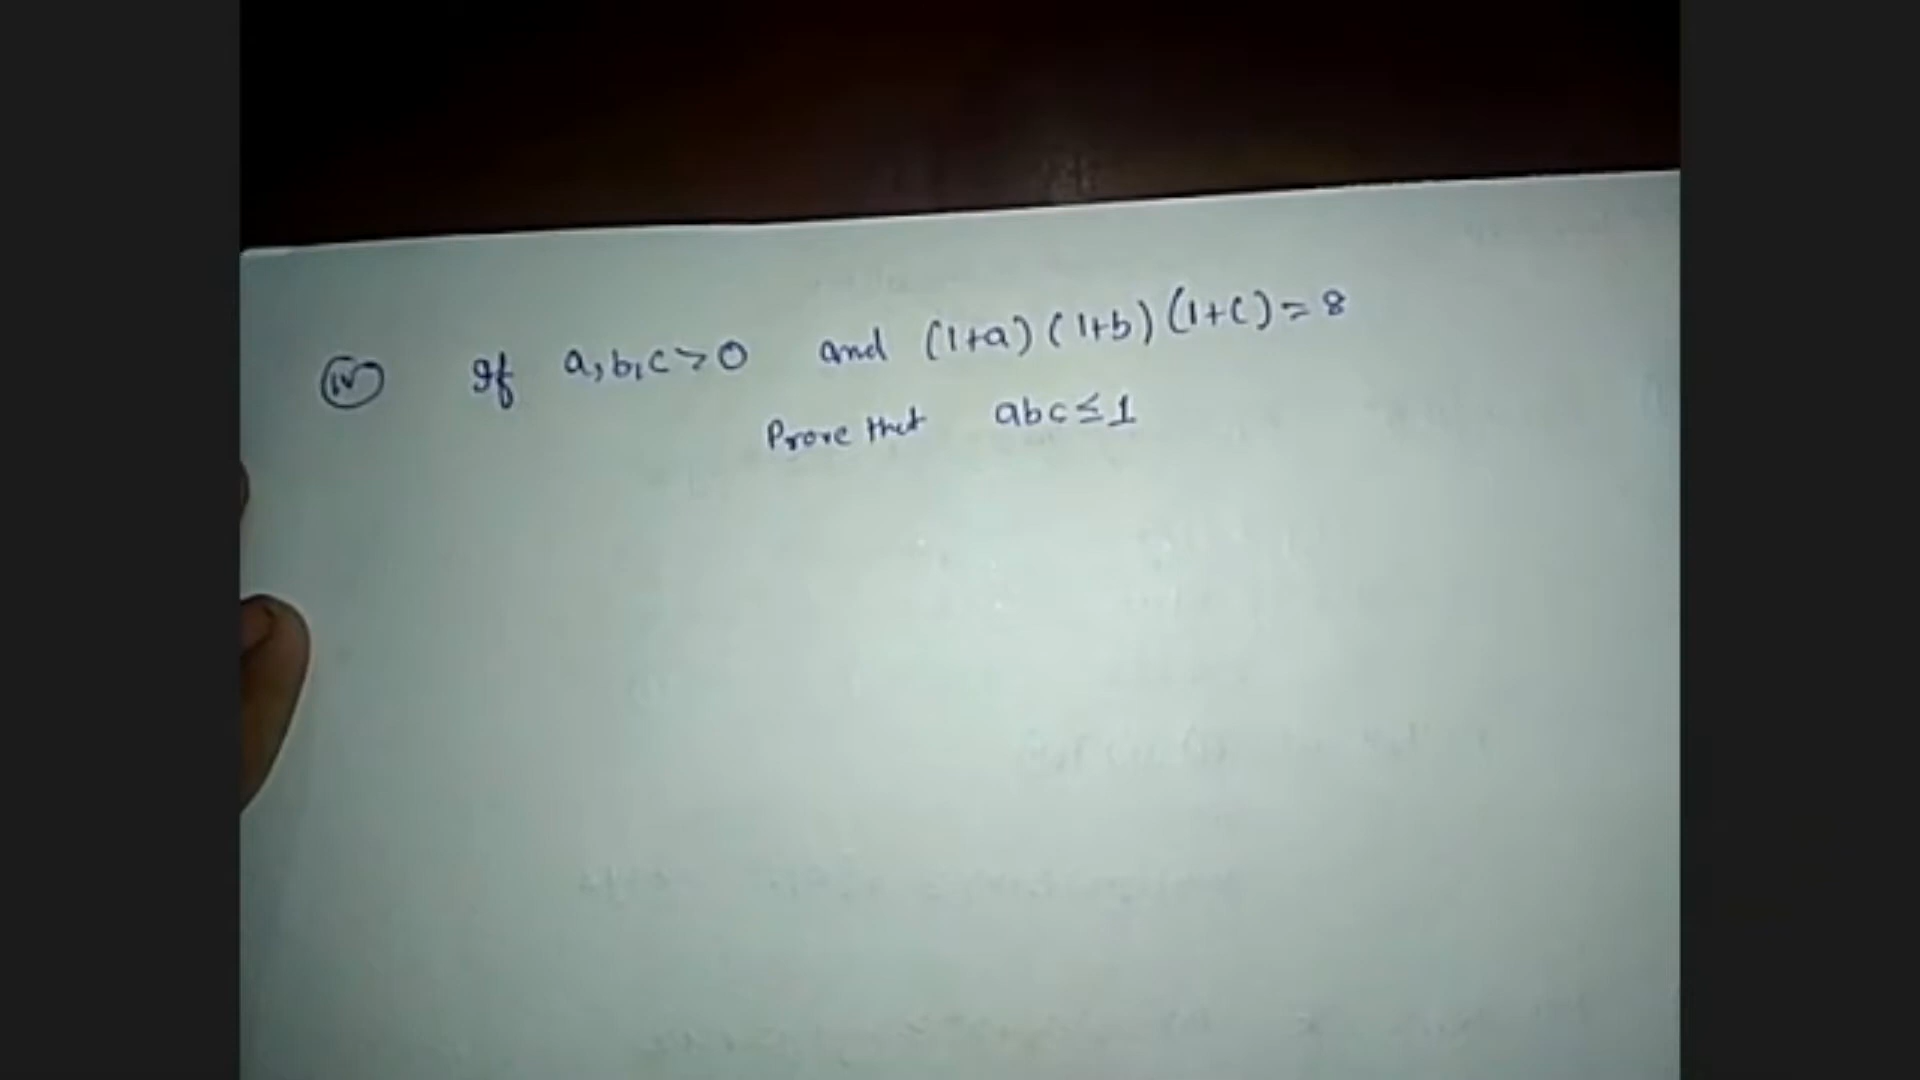 (iv) If a,b,c>0 and (1+a)(1+b)(1+c)=8
Prove that abc≤1